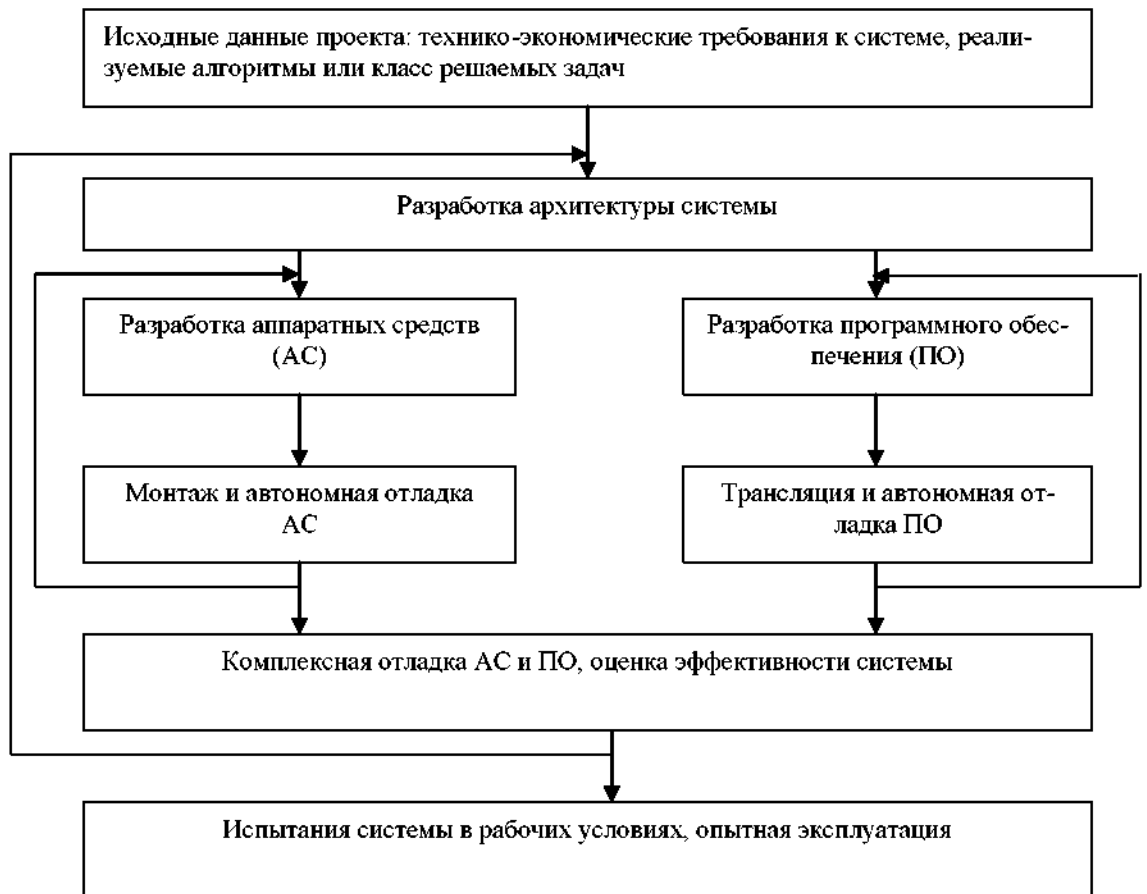 Исходные данные проекта: технико-экономические требования к системе, реали-
зуемые алгоритмы или класс решаемых задач
Разработка архитектуры системы
Разработка аппаратных средств
(АС)
Разработка программного обес-
печения (ПО)
Монтаж и автономная отладка
АС
Трансляция и автономная от-
ладка ПО
Комплексная отладка АС и ПО, оценка эффективности системы
Испытания системы в рабочих условиях, опытная эксплуатация